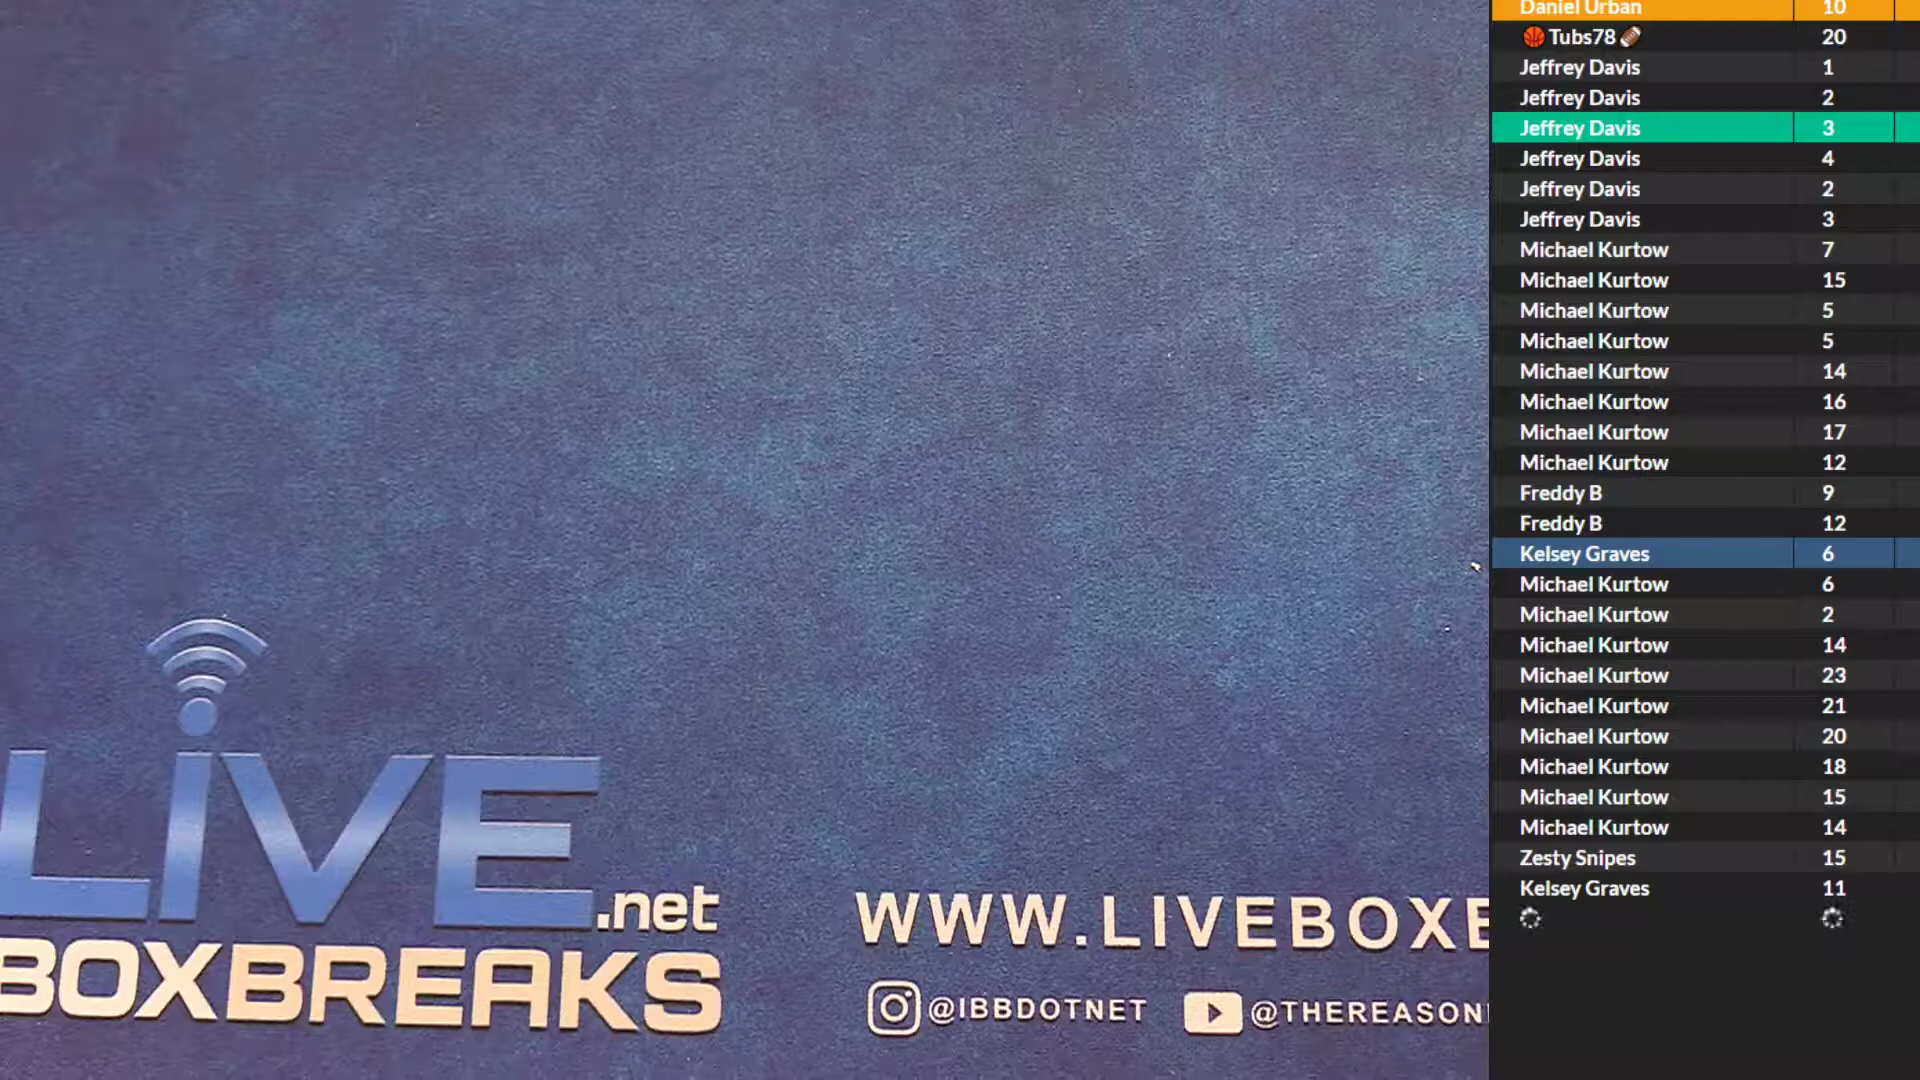 LIVE
.net
BOXBREAKS
WWW.LIVEBOXB
@IBBDOTNET
@THEREASON
Daniel Urban 10
🏀Tubs78🏈 20
Jeffrey Davis 1
Jeffrey Davis 2
Jeffrey Davis 3
Jeffrey Davis 4
Jeffrey Davis 2
Jeffrey Davis 3
Michael Kurtow 7
Michael Kurtow 15
Michael Kurtow 5
Michael Kurtow 5
Michael Kurtow 14
Michael Kurtow 16
Michael Kurtow 17
Michael Kurtow 12
Freddy B 9
Freddy B 12
Kelsey Graves 6
Michael Kurtow 6
Michael Kurtow 2
Michael Kurtow 14
Michael Kurtow 23
Michael Kurtow 21
Michael Kurtow 20
Michael Kurtow 18
Michael Kurtow 15
Michael Kurtow 14
Zesty Snipes 15
Kelsey Graves 11